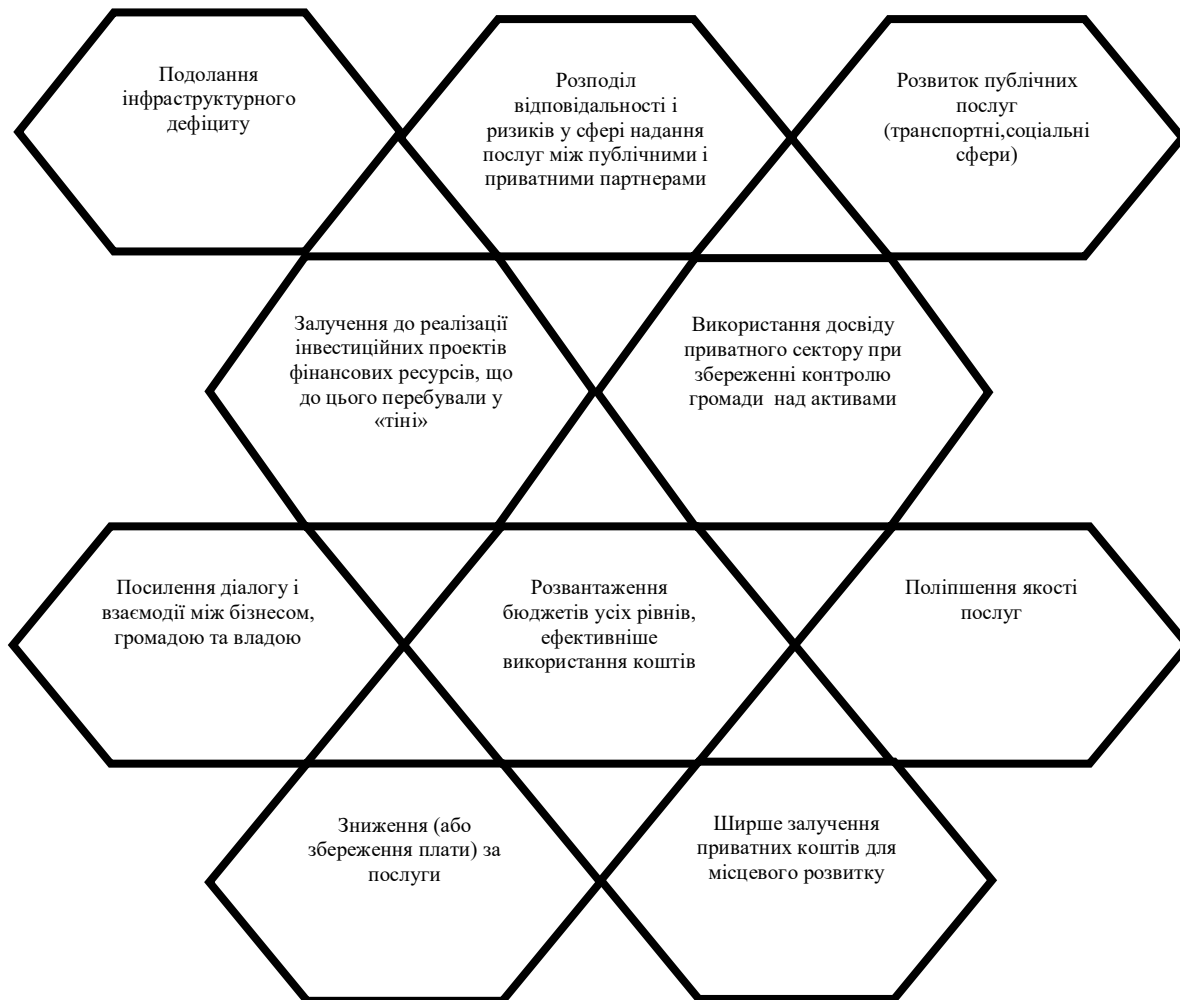 Подолання
інфраструктурного
дефіциту
Розподіл
відповідальності і
ризиків у сфері надання
послуг між публічними і
приватними партнерами
Розвиток публічних
послуг
(транспортні,соціальні
сфери)
Залучення до реалізації
інвестиційних проектів
фінансових ресурсів, що
до цього перебували у
«тіні»
Використання досвіду
приватного сектору при
збереженні контролю
громади над активами
Посилення діалогу і
взаємодії між бізнесом,
громадою та владою
Розвантаження
бюджетів усіх рівнів,
ефективніше
використання коштів
Поліпшення якості
послуг
Зниження (або
збереження плати) за
послуги
Ширше залучення
приватних коштів для
місцевого розвитку